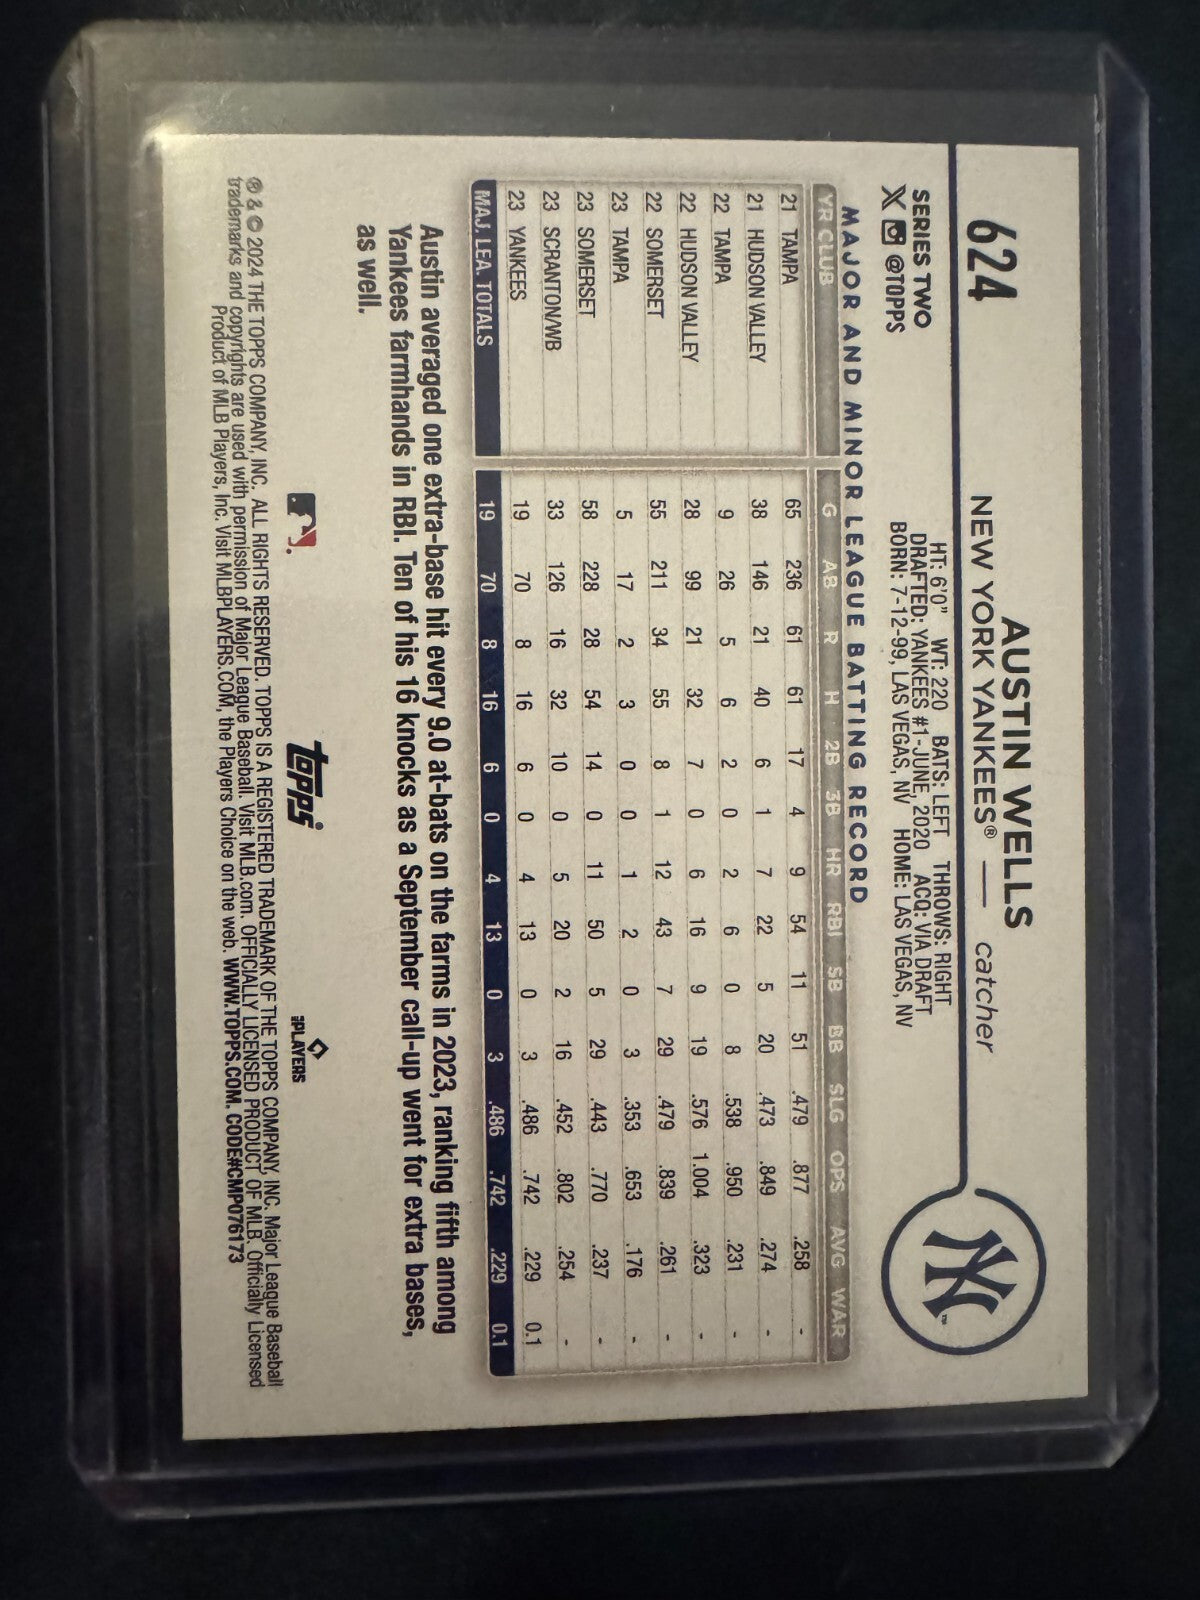 624
AUSTIN WELLS
NEW YORK YANKEES® — catcher
SERIES TWO
X @TOPPS
HT: 6'0" WT: 220 BATS: LEFT THROWS: RIGHT
DRAFTED: YANKEES #1-JUNE, 2020 ACQ: VIA DRAFT
BORN: 7-12-99, LAS VEGAS, NV HOME: LAS VEGAS, NV
NY
™
MAJOR AND MINOR LEAGUE BATTING RECORD
YR CLUB G AB R H 2B 3B HR RBI SB BB SLG OPS AVG WAR
21 TAMPA 65 236 61 61 17 4 9 54 11 51 .479 .877 .258 -
21 HUDSON VALLEY 38 146 21 40 6 1 7 22 5 20 .473 .849 .274 -
22 TAMPA 9 26 5 6 2 0 2 6 0 8 .538 .950 .231 -
22 HUDSON VALLEY 28 99 21 32 7 0 6 16 9 19 .576 1.004 .323 -
22 SOMERSET 55 211 34 55 8 1 12 43 7 29 .479 .839 .261 -
23 TAMPA 5 17 2 3 0 0 1 2 0 3 .353 .653 .176 -
23 SOMERSET 58 228 28 54 14 0 11 50 5 29 .443 .770 .237 -
23 SCRANTON/WB 33 126 16 32 10 0 5 20 2 16 .452 .802 .254 -
23 YANKEES 19 70 8 16 6 0 4 13 0 3 .486 .742 .229 0.1
MAJ. LEA. TOTALS 19 70 8 16 6 0 4 13 0 3 .486 .742 .229 0.1
Austin averaged one extra-base hit every 9.0 at-bats on the farms in 2023, ranking fifth among
Yankees farmhands in RBI. Ten of his 16 knocks as a September call-up went for extra bases,
as well.
topps
PLAYERS
® & © 2024 THE TOPPS COMPANY, INC. ALL RIGHTS RESERVED. TOPPS IS A REGISTERED TRADEMARK OF THE TOPPS COMPANY, INC. Major League Baseball
trademarks and copyrights are used with permission of Major League Baseball. Visit MLB.com. OFFICIALLY LICENSED PRODUCT OF MLB. Officially Licensed
Product of MLB Players, Inc. Visit MLBPLAYERS.COM, the Players Choice on the web. WWW.TOPPS.COM. CODE#CMP076173